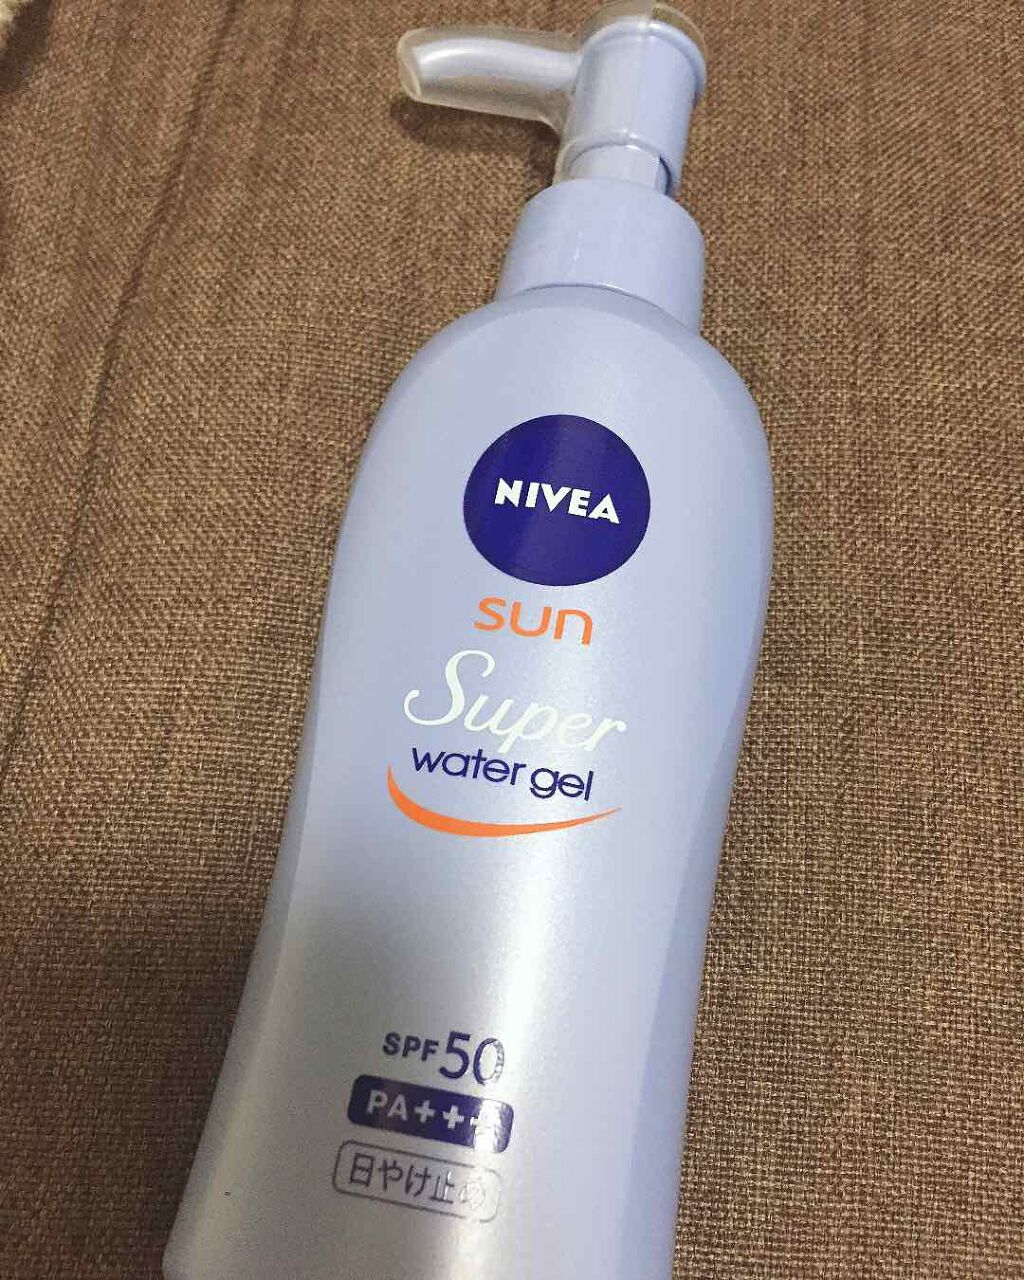 NIVEA
sun
Super
water gel
SPF50
PA+++
日やけ止め